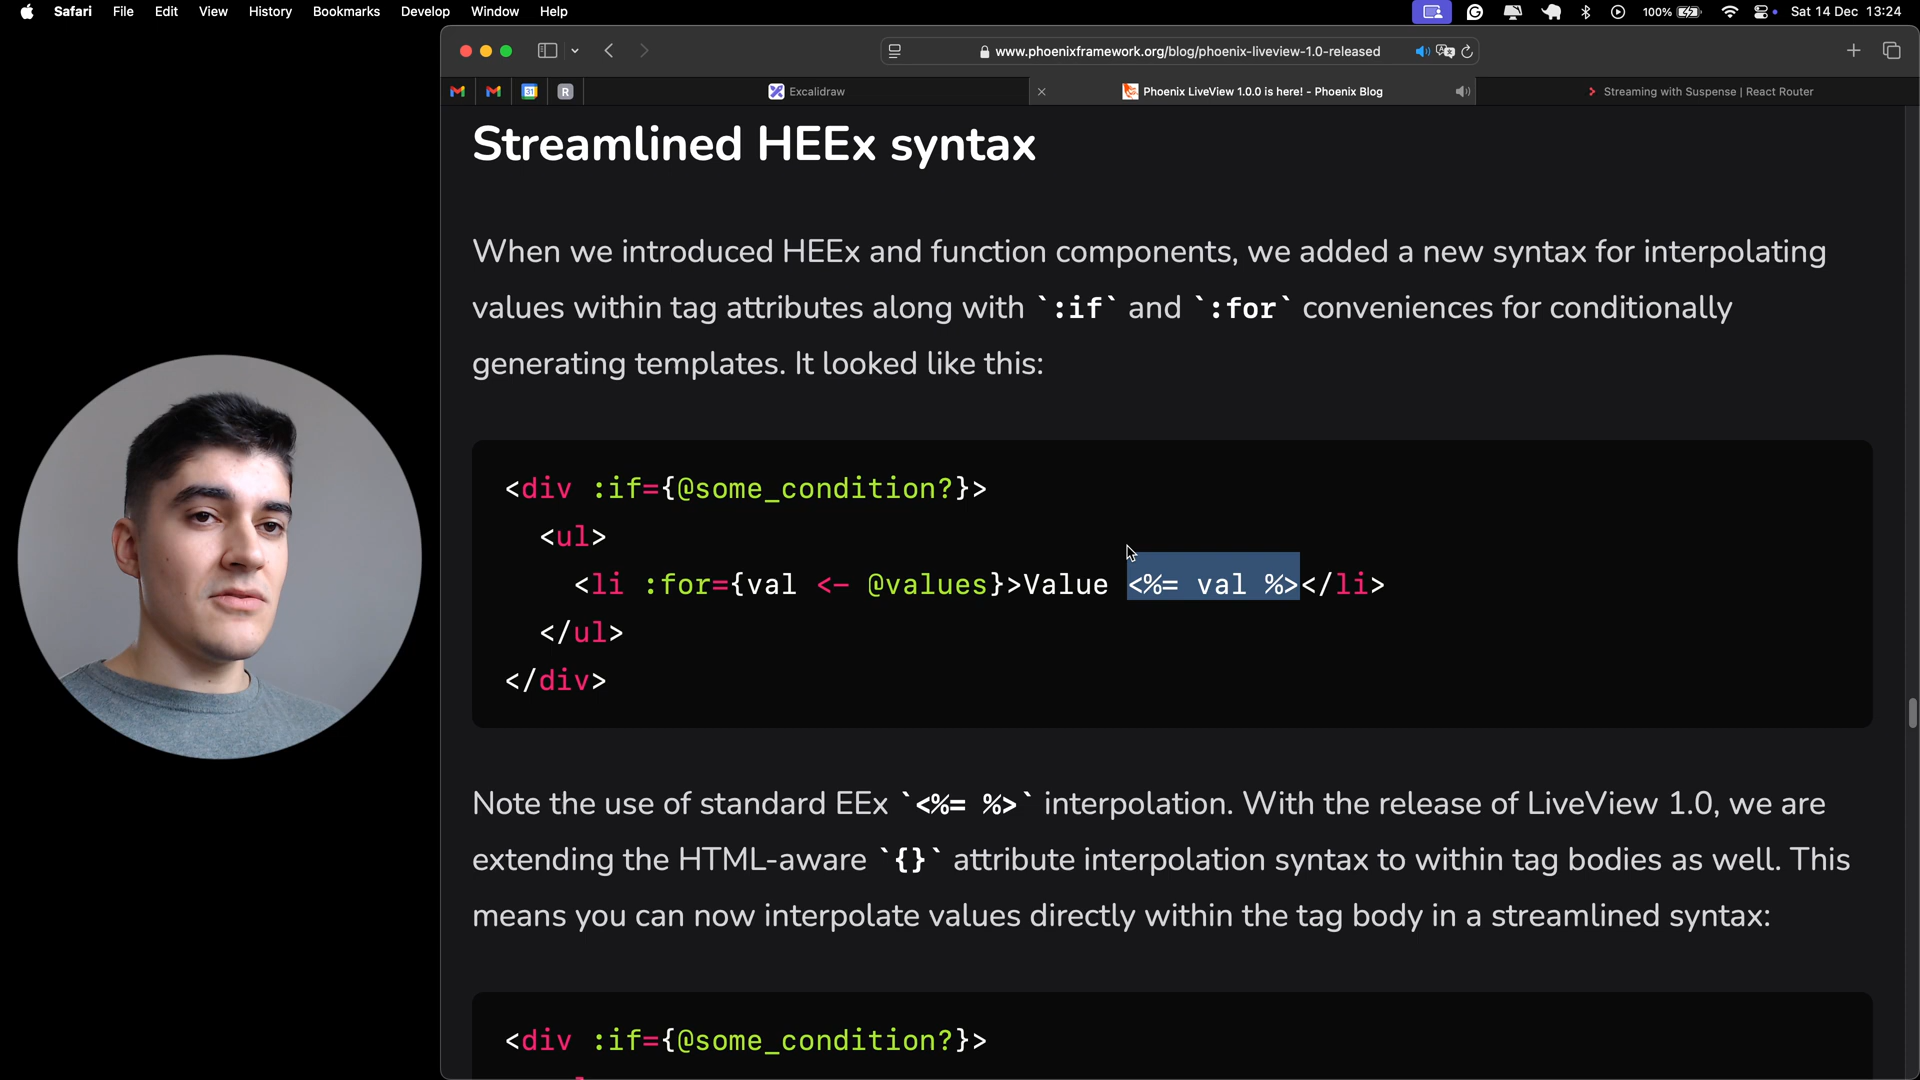 Safari File Edit View History Bookmarks Develop Window Help 100% Sat 14 Dec 13:24
www.phoenixframework.org/blog/phoenix-liveview-1.0-released
31 R Excalidraw Phoenix LiveView 1.0.0 is here! - Phoenix Blog Streaming with Suspense | React Router
Streamlined HEEx syntax
When we introduced HEEx and function components, we added a new syntax for interpolating
values within tag attributes along with `:if` and `:for` conveniences for conditionally
generating templates. It looked like this:
<div :if={@some_condition?}>
<ul>
<li :for={val <- @values}>Value <%= val %></li>
</ul>
</div>
Note the use of standard EEx `<%= %>` interpolation. With the release of LiveView 1.0, we are
extending the HTML-aware `{}` attribute interpolation syntax to within tag bodies as well. This
means you can now interpolate values directly within the tag body in a streamlined syntax:
<div :if={@some_condition?}>